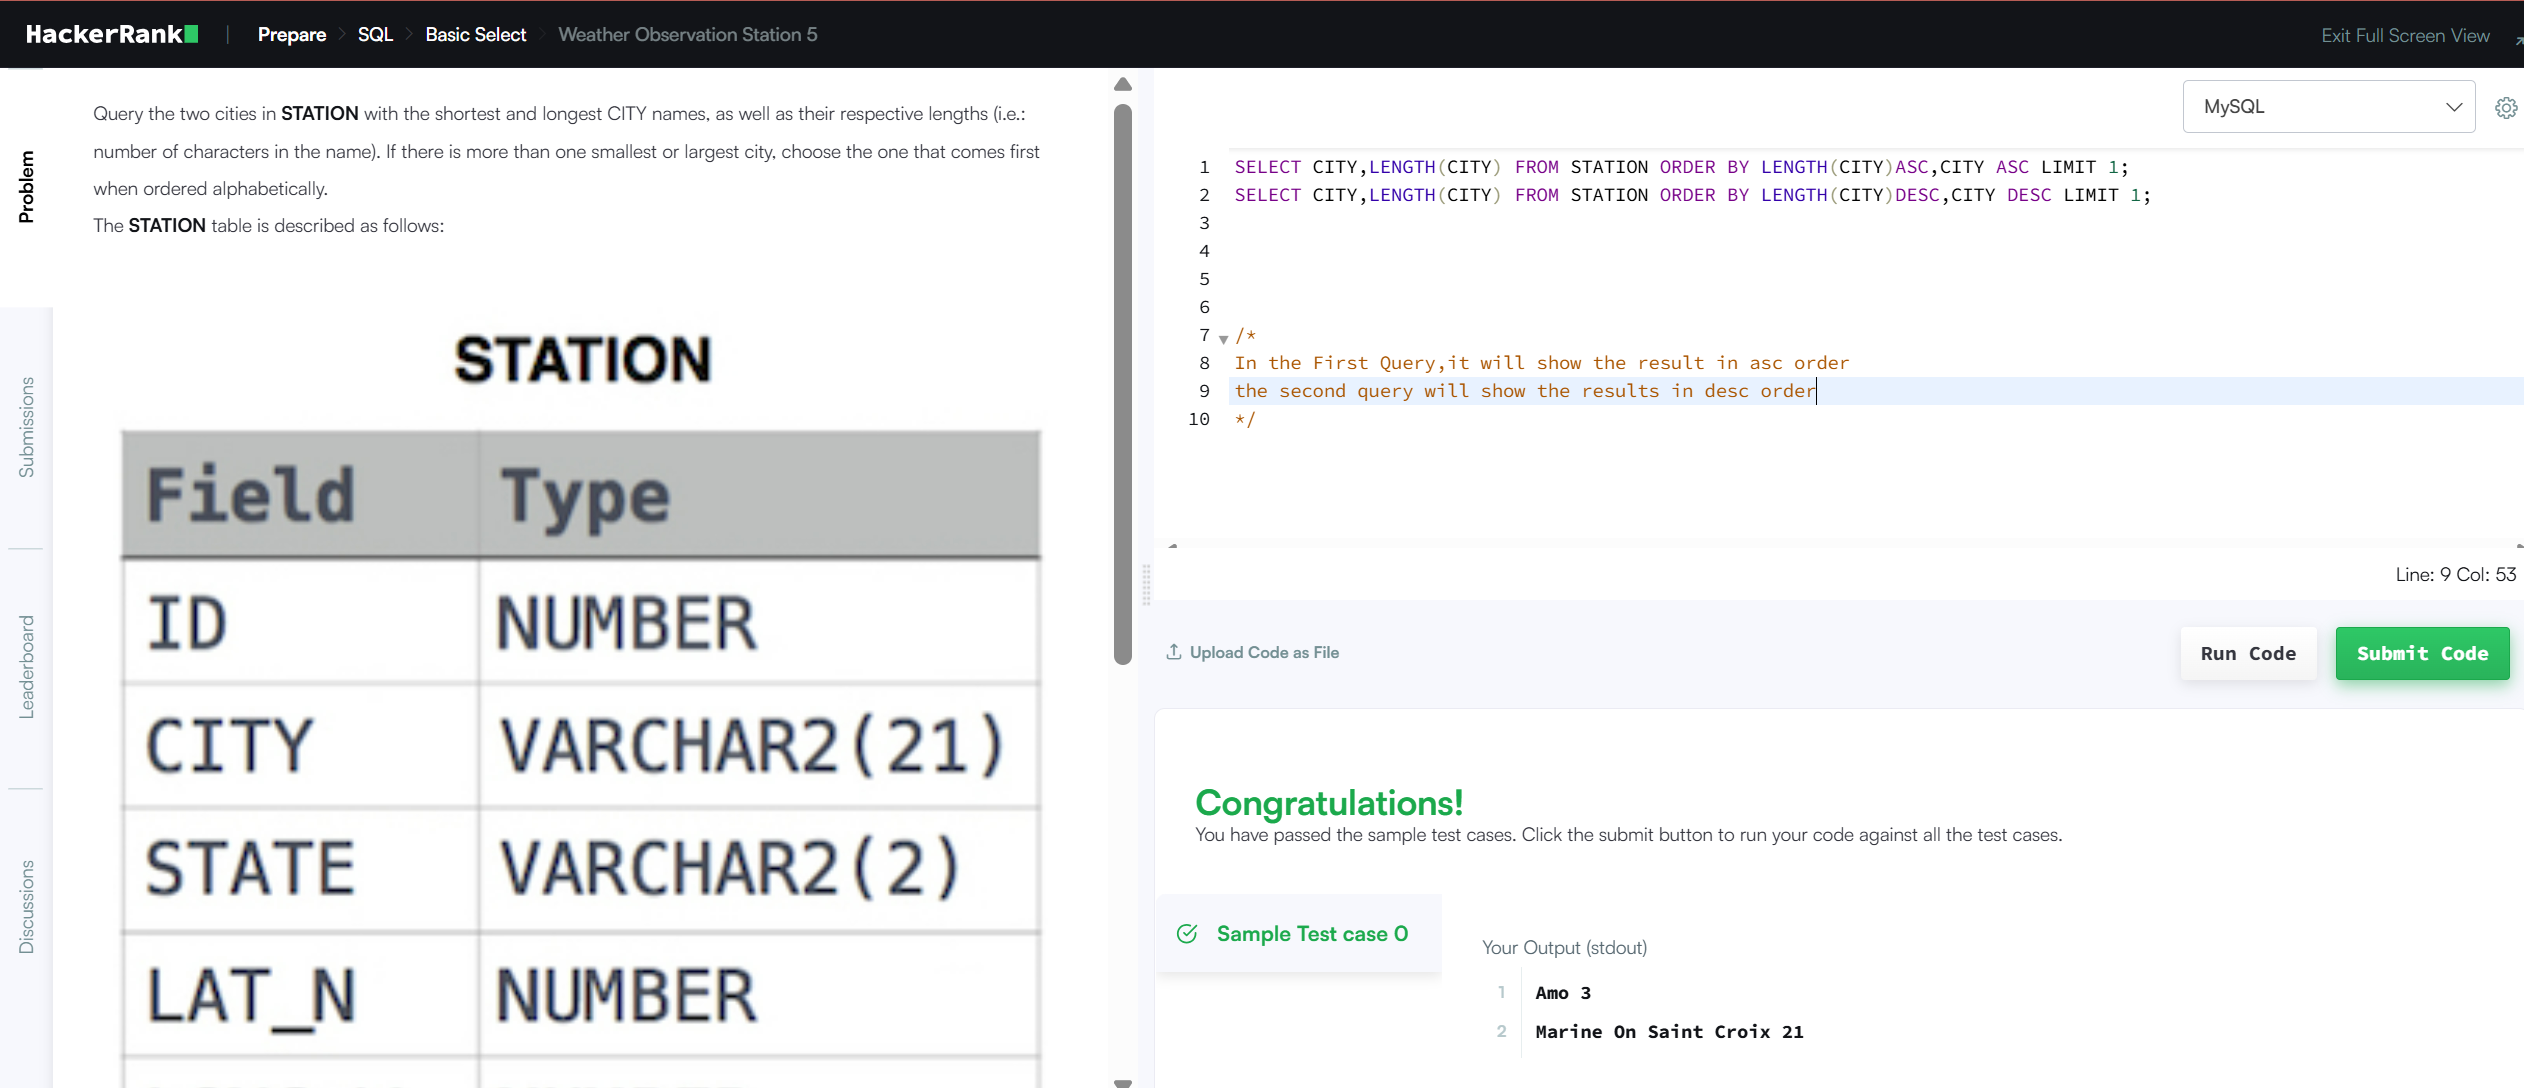 HackerRank | Prepare > SQL > Basic Select > Weather Observation Station 5
Exit Full Screen View
Problem
Submissions
Leaderboard
Discussions
Query the two cities in STATION with the shortest and longest CITY names, as well as their respective lengths (i.e.:
number of characters in the name). If there is more than one smallest or largest city, choose the one that comes first
when ordered alphabetically.
The STATION table is described as follows:
STATION
Field Type
ID NUMBER
CITY VARCHAR2(21)
STATE VARCHAR2(2)
LAT_N NUMBER
MySQL
1 SELECT CITY,LENGTH(CITY) FROM STATION ORDER BY LENGTH(CITY)ASC,CITY ASC LIMIT 1;
2 SELECT CITY,LENGTH(CITY) FROM STATION ORDER BY LENGTH(CITY)DESC,CITY DESC LIMIT 1;
3
4
5
6
7 /*
8 In the First Query,it will show the result in asc order
9 the second query will show the results in desc order
10 */
Line: 9 Col: 53
Upload Code as File
Run Code
Submit Code
Congratulations!
You have passed the sample test cases. Click the submit button to run your code against all the test cases.
Sample Test case 0
Your Output (stdout)
1 Amo 3
2 Marine On Saint Croix 21